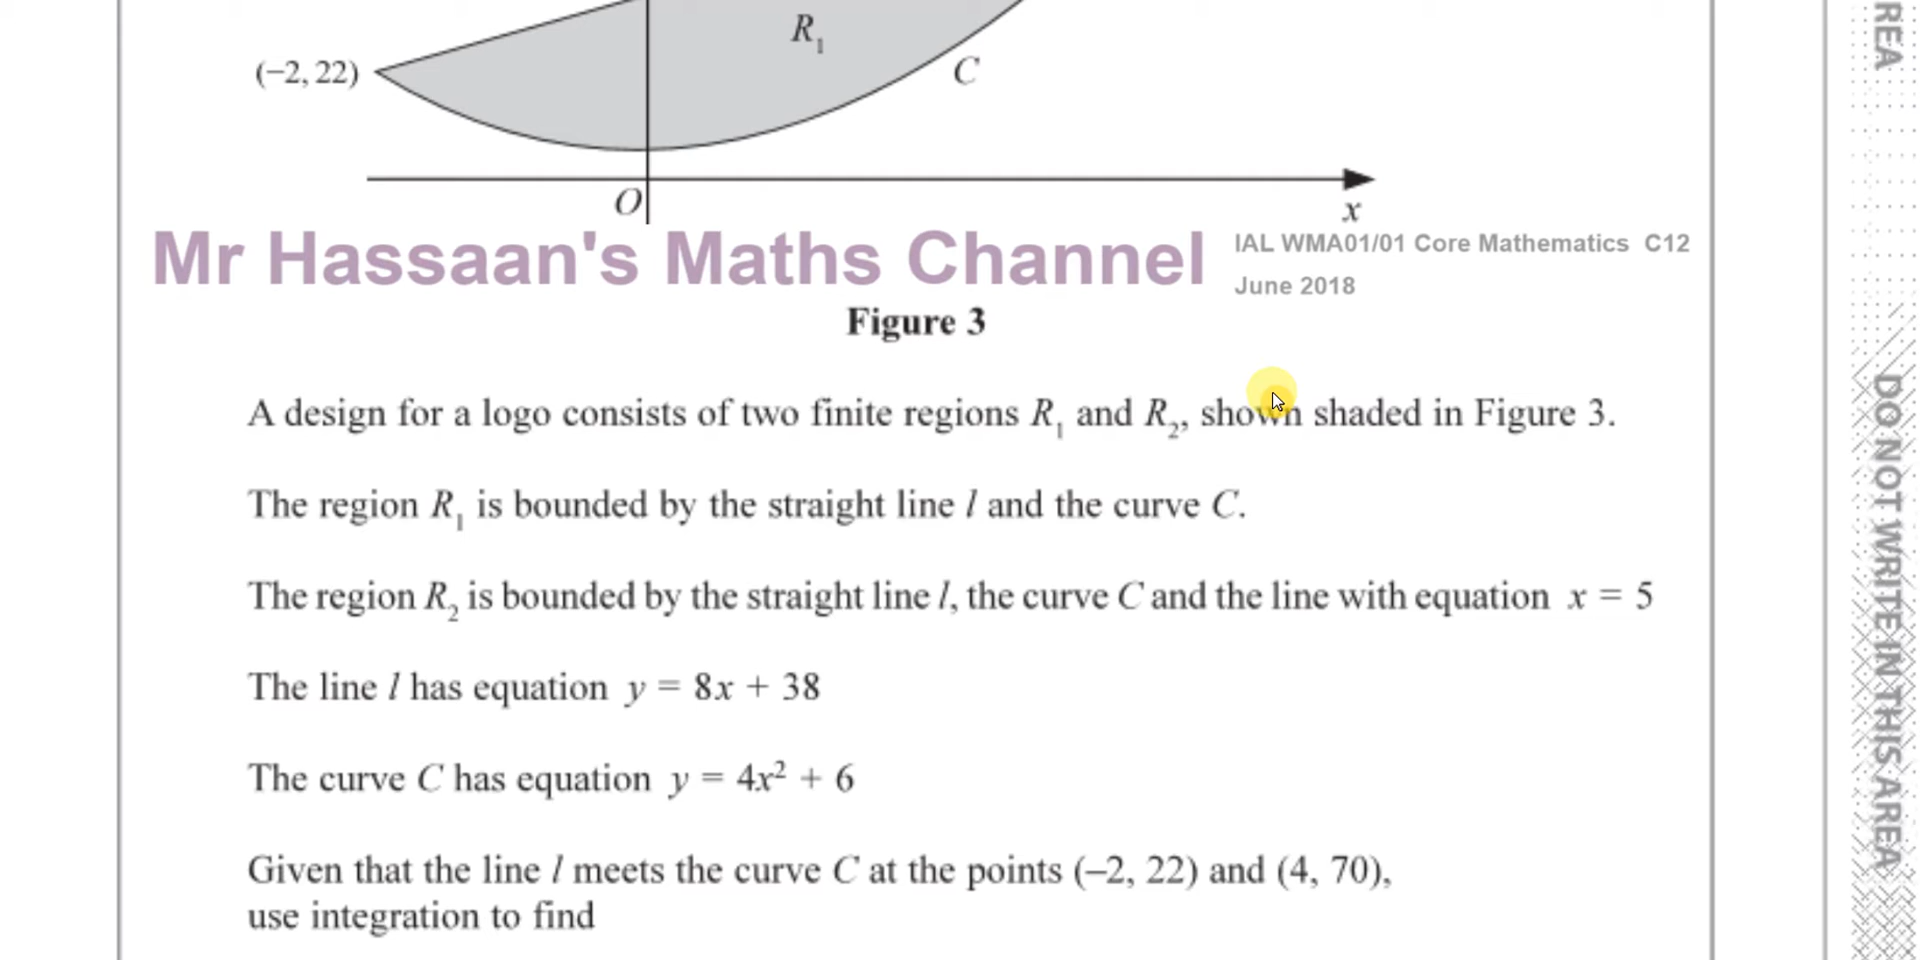 R₁
(−2, 22)
C
O
x
Mr Hassaan's Maths Channel
IAL WMA01/01 Core Mathematics C12
June 2018
Figure 3
A design for a logo consists of two finite regions R₁ and R₂, shown shaded in Figure 3.
The region R₁ is bounded by the straight line l and the curve C.
The region R₂ is bounded by the straight line l, the curve C and the line with equation x = 5
The line l has equation y = 8x + 38
The curve C has equation y = 4x² + 6
Given that the line l meets the curve C at the points (−2, 22) and (4, 70),
use integration to find
REA
DO NOT WRITE IN THIS AREA